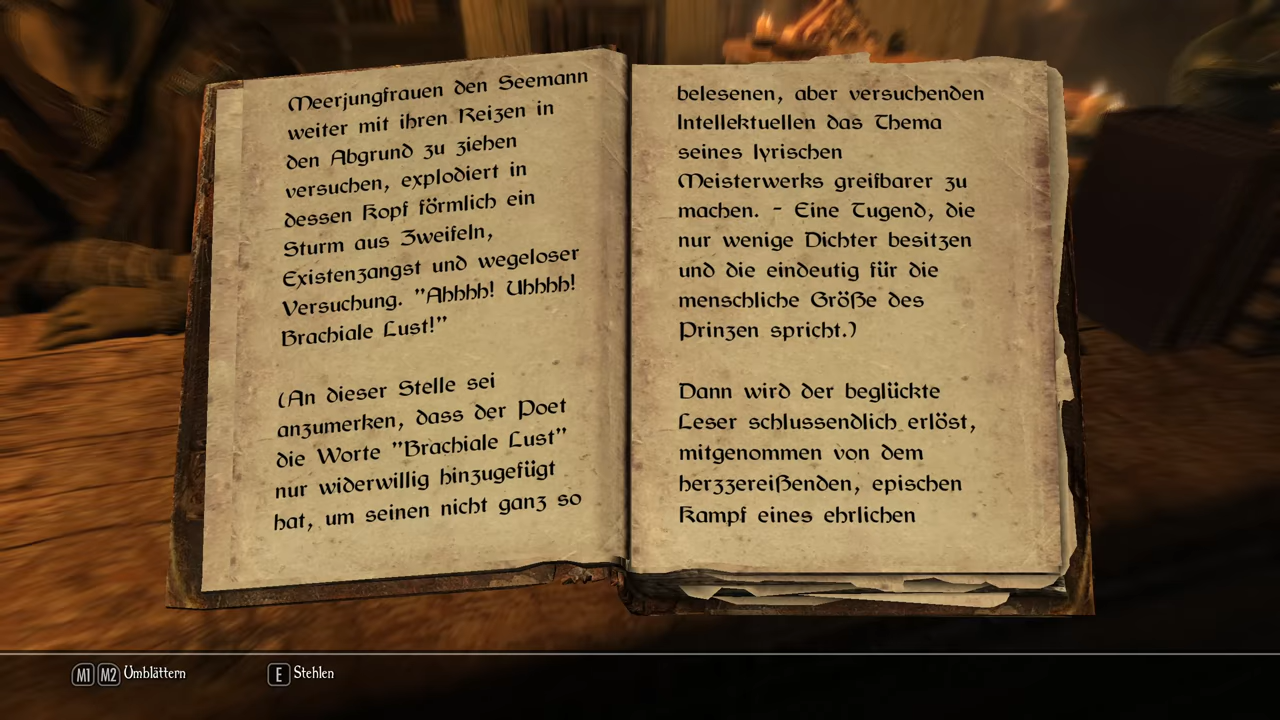 Meerjungfrauen den Seemann
weiter mit ihren Reizen in
den Abgrund zu ziehen
versuchen, explodiert in
dessen Kopf förmlich ein
Sturm aus Zweifeln,
Existenzangst und wegeloser
Versuchung. "Ahhhh! Uhhhh!
Brachiale Lust!"
(An dieser Stelle sei
anzumerken, dass der Poet
die Worte "Brachiale Lust"
nur widerwillig hinzugefügt
hat, um seinen nicht ganz so
belesenen, aber versuchenden
Intellektuellen das Thema
seines lyrischen
Meisterwerks greifbarer zu
machen. - Eine Tugend, die
nur wenige Dichter besitzen
und die eindeutig für die
menschliche Größe des
Prinzen spricht.)
Dann wird der beglückte
Leser schlussendlich erlöst,
mitgenommen von dem
herzzereißenden, epischen
Kampf eines ehrlichen
M1 M2 Umblättern E Stehlen